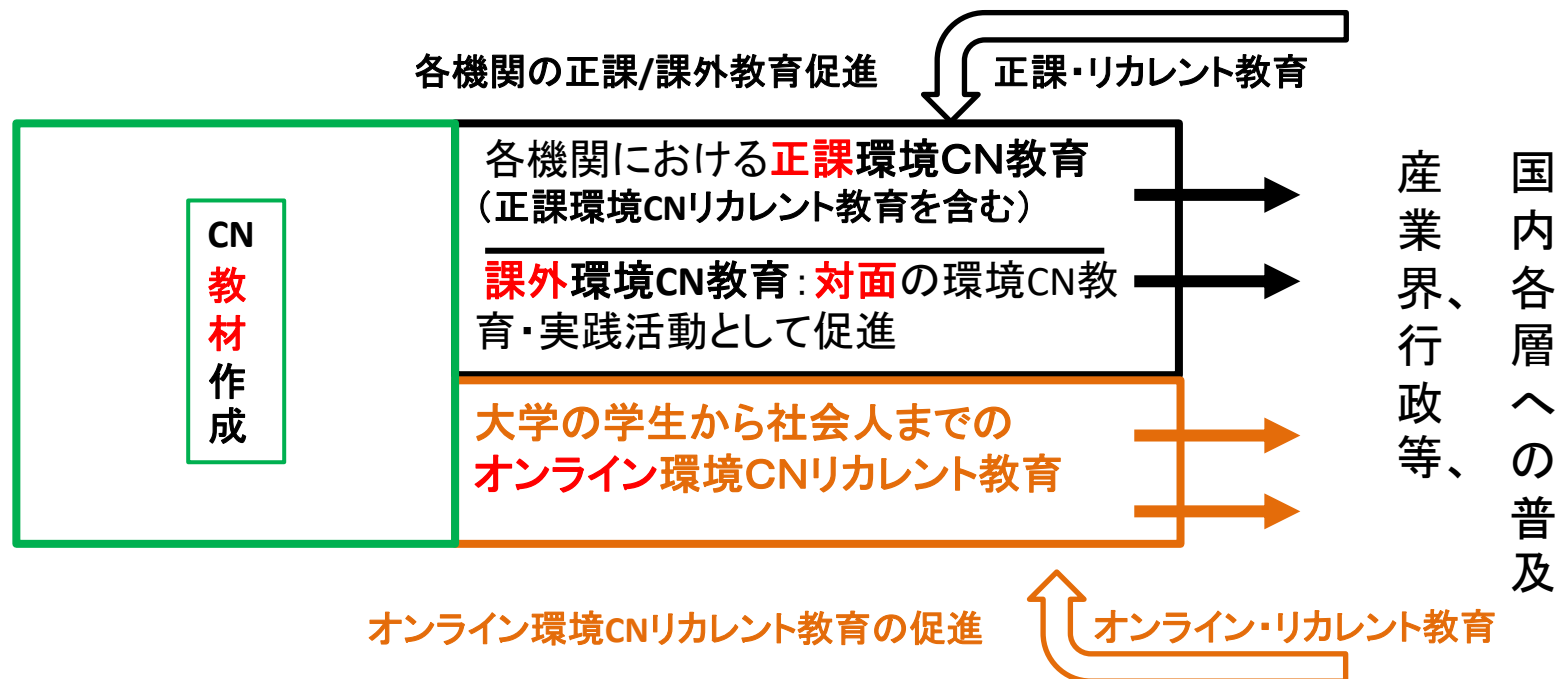 各機関の正課/課外教育促進
正課・リカレント教育
CN
教
材
作
成
各機関における正課環境CN教育
（正課環境CNリカレント教育を含む）
課外環境CN教育：対面の環境CN教
育・実践活動として促進
大学の学生から社会人までの
オンライン環境CNリカレント教育
国内各層への普及
産業界、行政等、
オンライン環境CNリカレント教育の促進
オンライン・リカレント教育